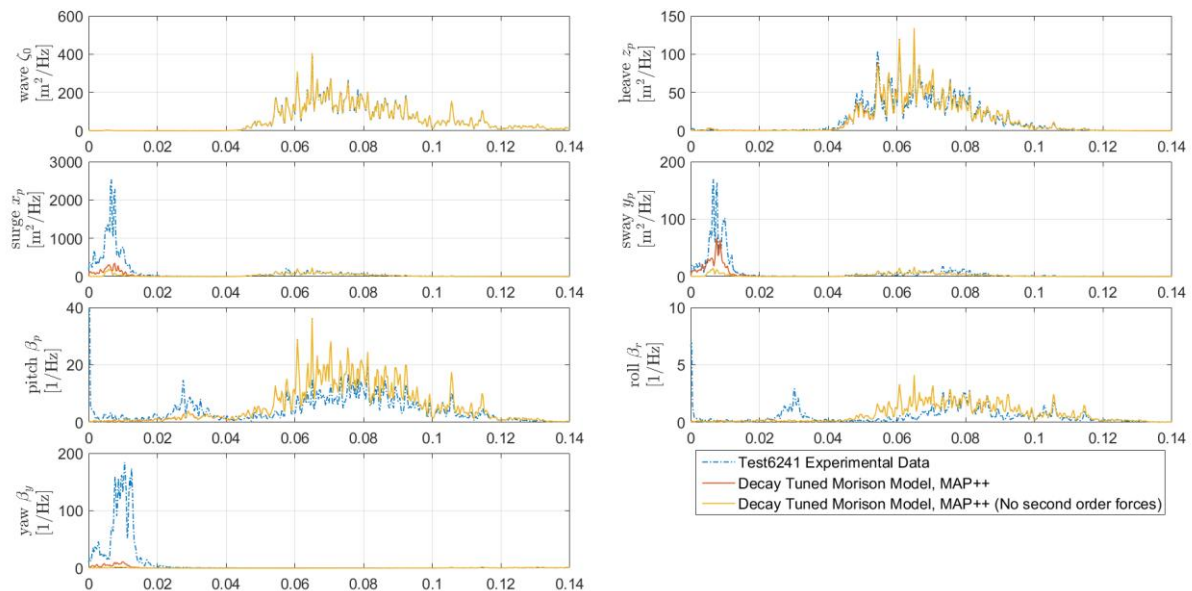 wave ζ0
[m²/Hz]
600
400
200
0
0 0.02 0.04 0.06 0.08 0.1 0.12 0.14
heave zp
[m²/Hz]
150
100
50
0
0 0.02 0.04 0.06 0.08 0.1 0.12 0.14
surge xp
[m²/Hz]
3000
2000
1000
0
0 0.02 0.04 0.06 0.08 0.1 0.12 0.14
sway yp
[m²/Hz]
200
100
0
0 0.02 0.04 0.06 0.08 0.1 0.12 0.14
pitch βp
[1/Hz]
40
20
0
0 0.02 0.04 0.06 0.08 0.1 0.12 0.14
roll βr
[1/Hz]
10
5
0
0 0.02 0.04 0.06 0.08 0.1 0.12 0.14
yaw βy
[1/Hz]
200
100
0
0 0.02 0.04 0.06 0.08 0.1 0.12 0.14
Test6241 Experimental Data
Decay Tuned Morison Model, MAP++
Decay Tuned Morison Model, MAP++ (No second order forces)